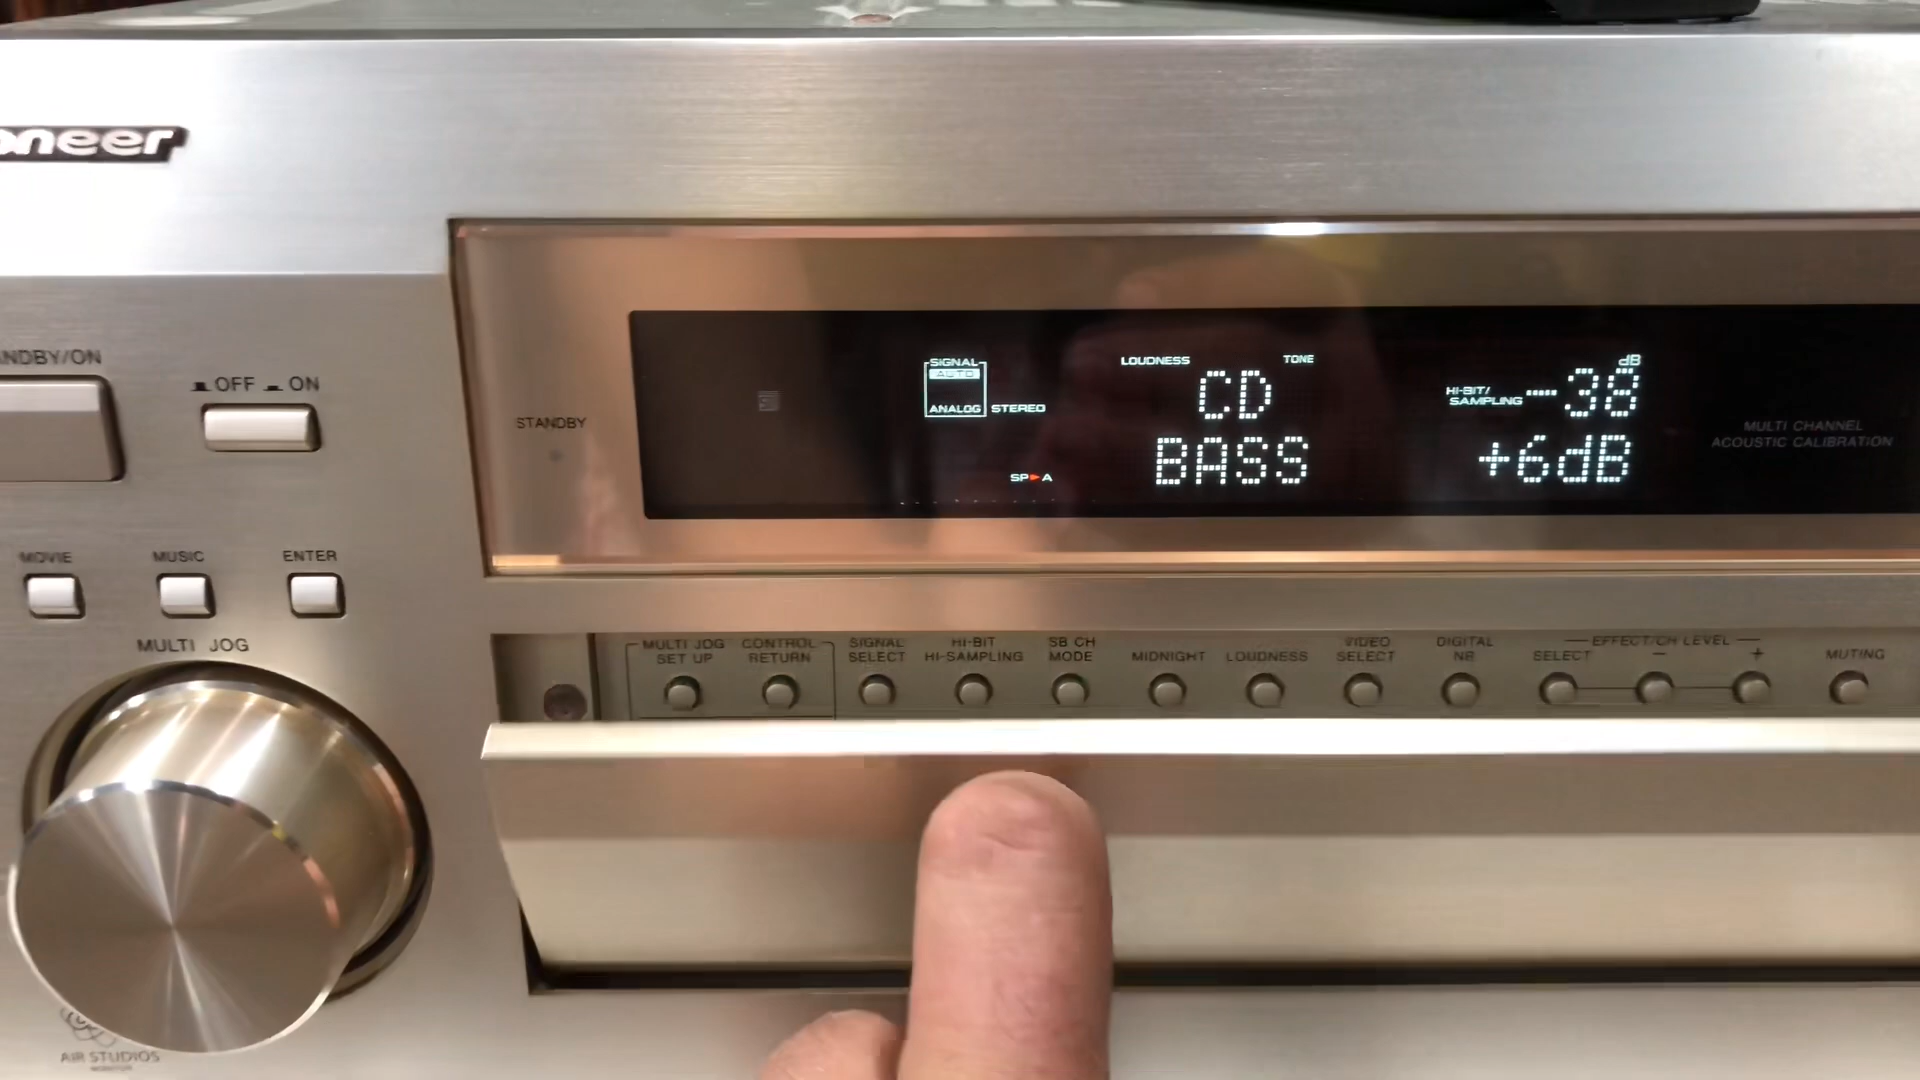 oneer
SIGNAL
AUTO
ANALOG STEREO
SP►A
LOUDNESS TONE
CD
BASS
dB
HI-BIT/
SAMPLING -38
+6dB
STANDBY
MULTI CHANNEL
ACOUSTIC CALIBRATION
ANDBY/ON
OFF ON
MOVIE MUSIC ENTER
MULTI JOG
MULTI JOG
SET UP
CONTROL
RETURN
SIGNAL
SELECT
HI-BIT
HI-SAMPLING
SB CH
MODE
MIDNIGHT
LOUDNESS
VIDEO
SELECT
DIGITAL
NR
EFFECT/CH LEVEL
SELECT − +
MUTING
AIR STUDIOS
MONITOR